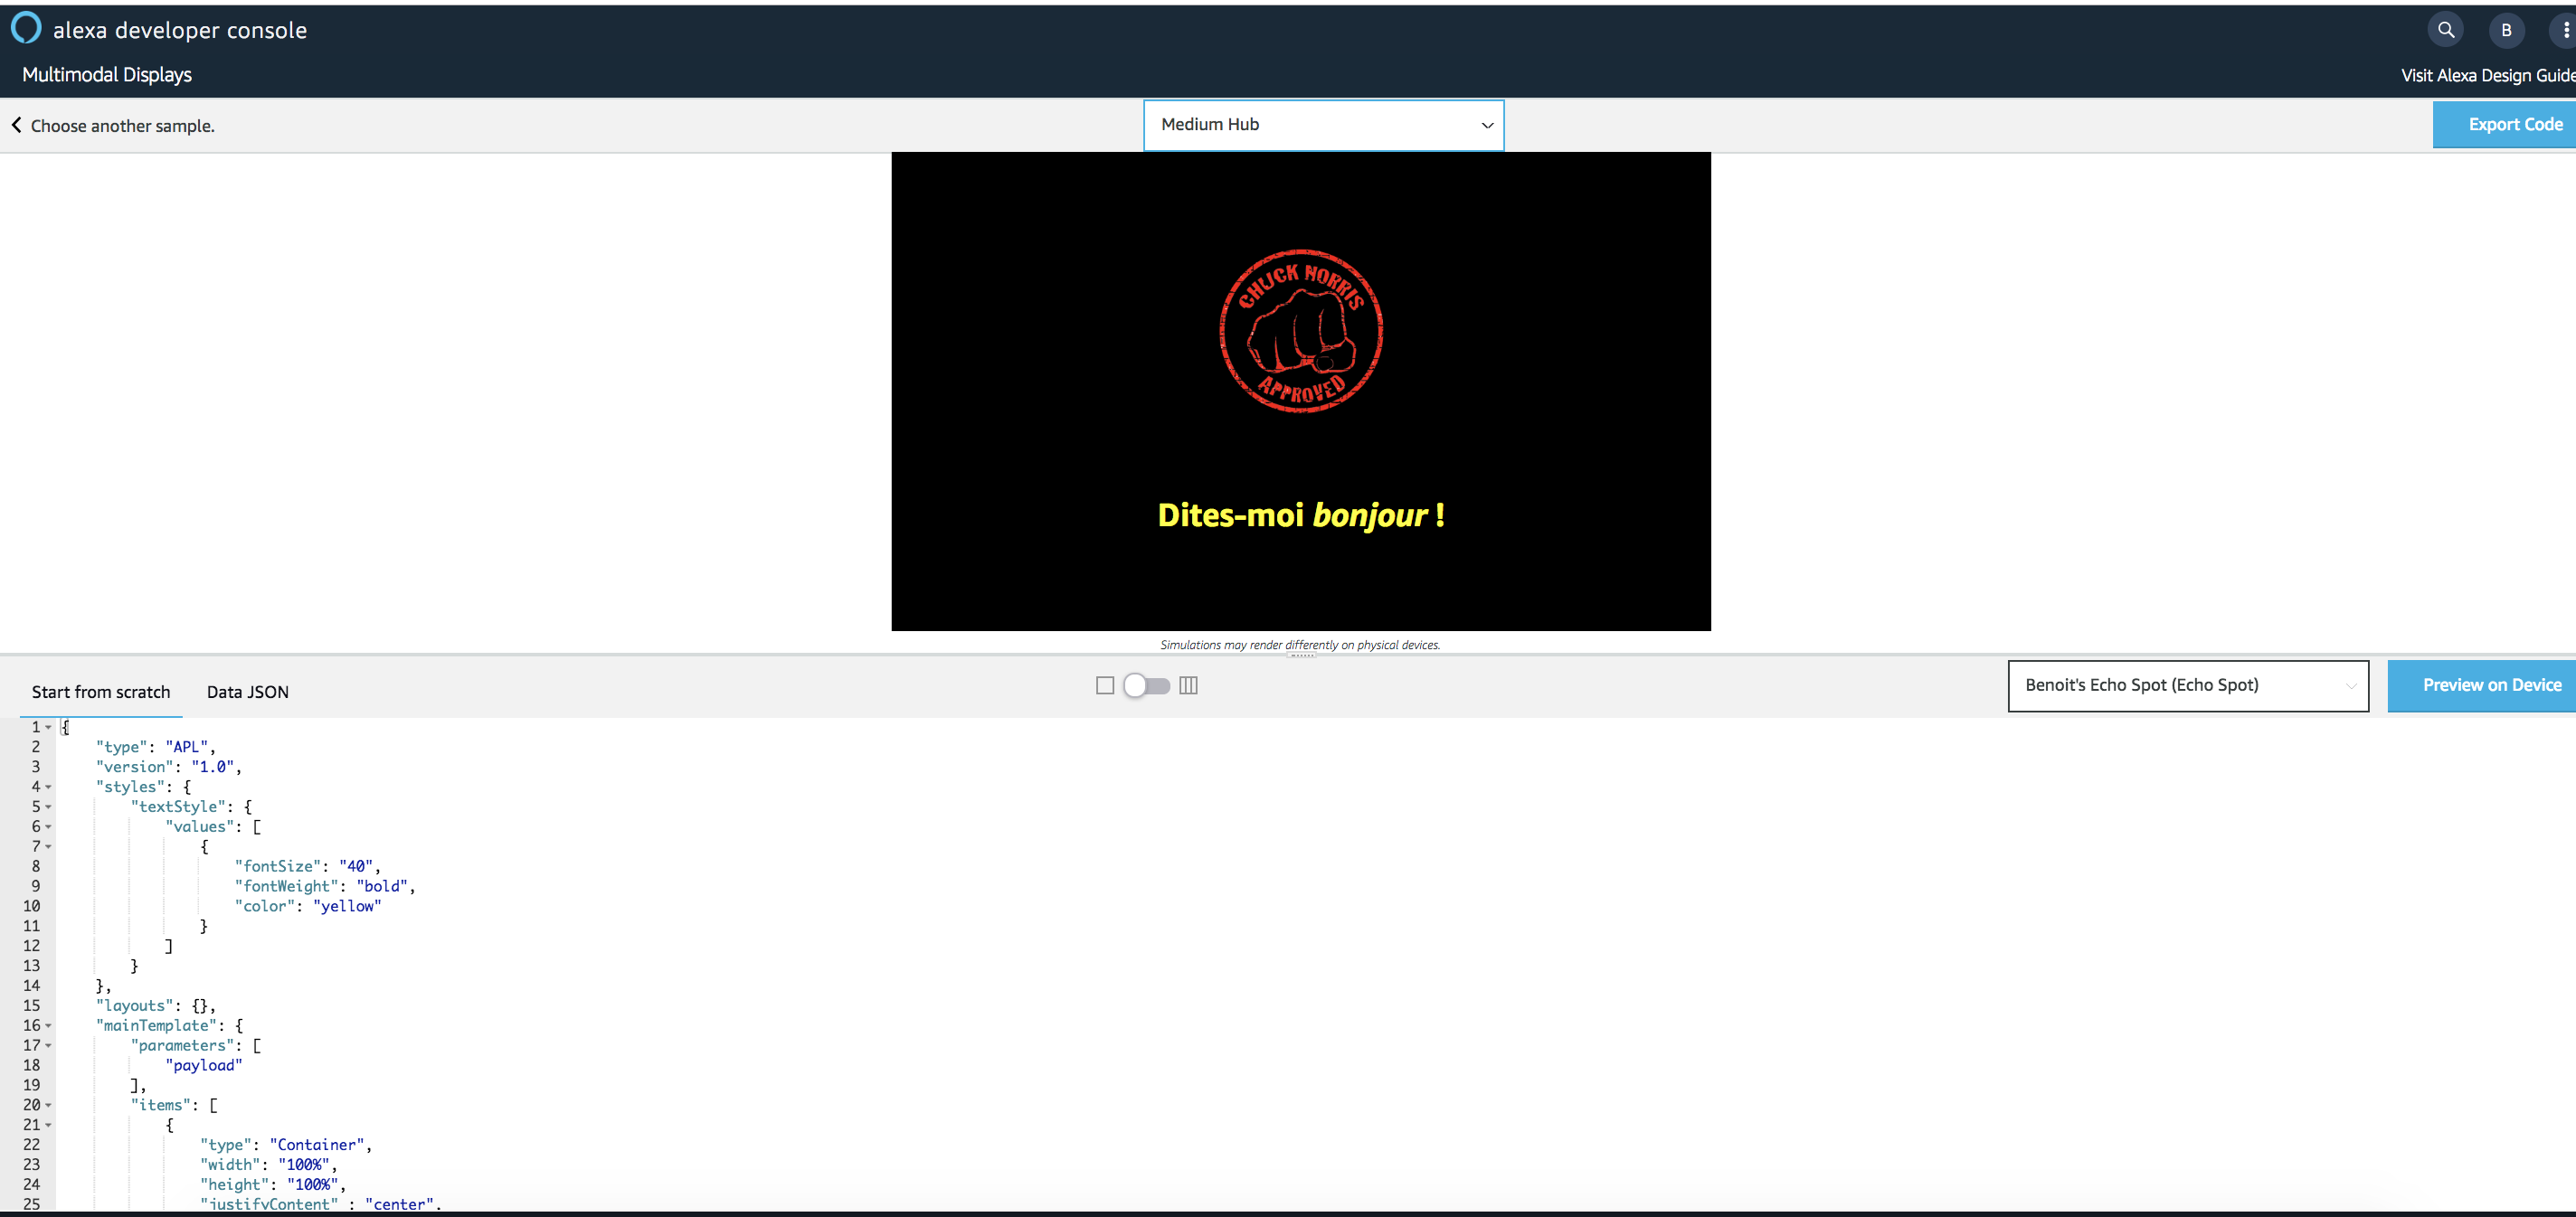 alexa developer console
B
Multimodal Displays
Visit Alexa Design Guide
Choose another sample.
Medium Hub
Export Code
CHUCK NORRIS
APPROVED
Dites-moi bonjour !
Simulations may render differently on physical devices.
Start from scratch
Data JSON
Benoit's Echo Spot (Echo Spot)
Preview on Device
1 {
2 "type": "APL",
3 "version": "1.0",
4 "styles": {
5 "textStyle": {
6 "values": [
7 {
8 "fontSize": "40",
9 "fontWeight": "bold",
10 "color": "yellow"
11 }
12 ]
13 }
14 },
15 "layouts": {},
16 "mainTemplate": {
17 "parameters": [
18 "payload"
19 ],
20 "items": [
21 {
22 "type": "Container",
23 "width": "100%",
24 "height": "100%",
25 "justifyContent" : "center",